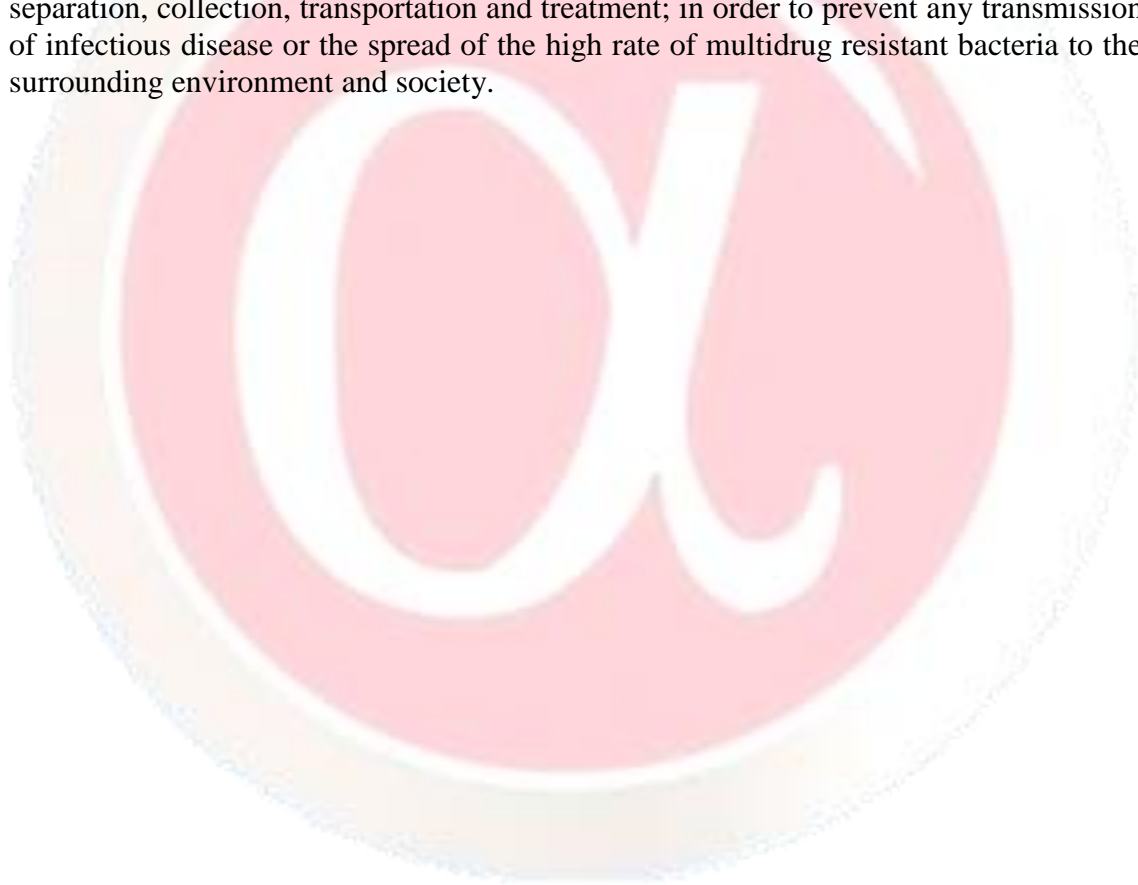 separation, collection, transportation and treatment; in order to prevent any transmission
of infectious disease or the spread of the high rate of multidrug resistant bacteria to the
surrounding environment and society.
α